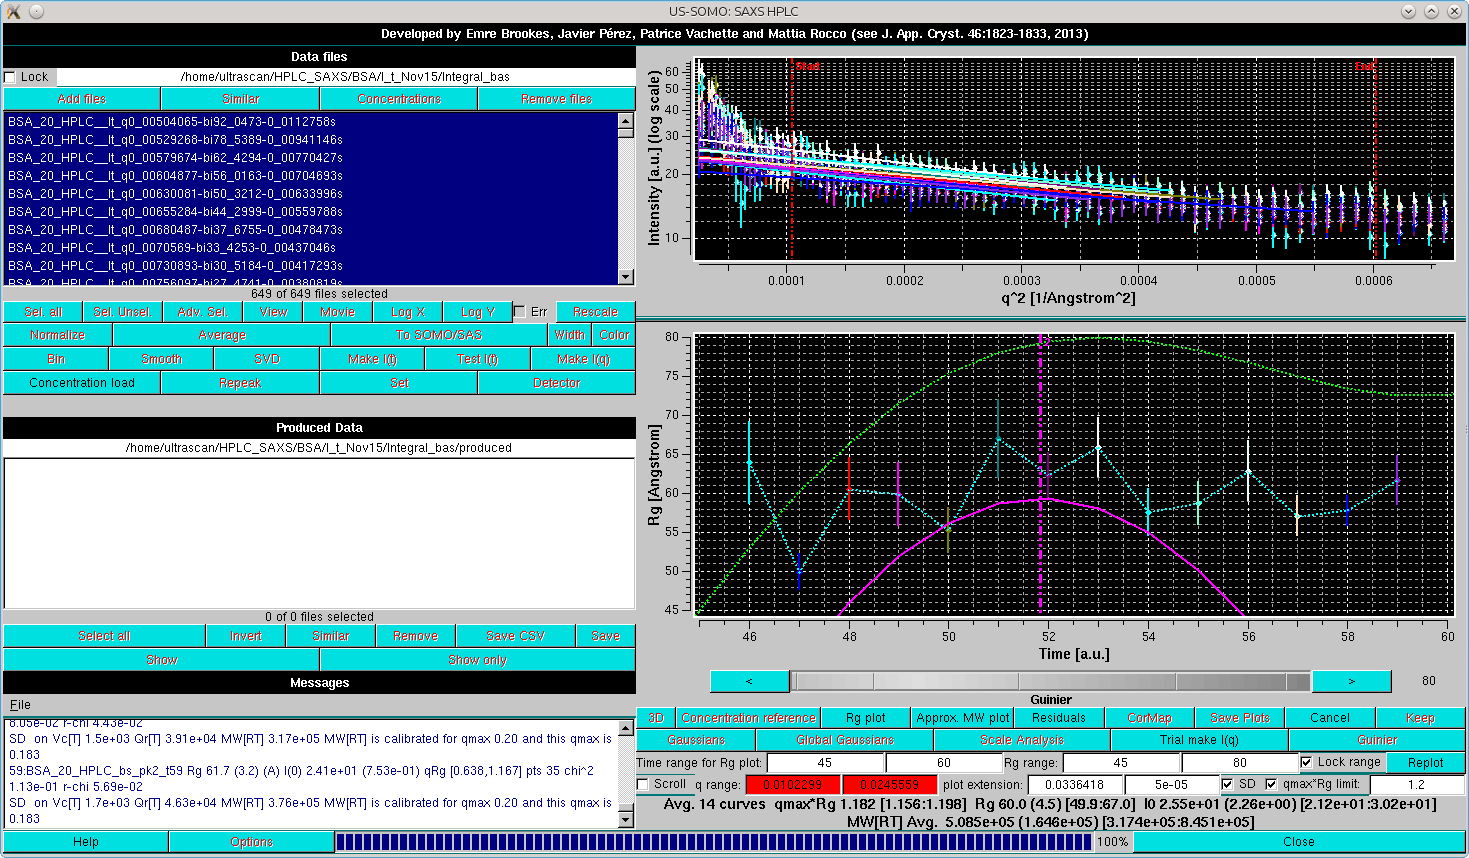 US-SOMO: SAXS HPLC
Developed by Emre Brookes, Javier Pérez, Patrice Vachette and Mattia Rocco (see J. App. Cryst. 46:1823-1833, 2013)
Data files
Lock /home/ultrascan/HPLC_SAXS/BSA/I_t_Nov15/Integral_bas
Add files Similar Concentrations Remove files
BSA_20_HPLC__It_q0_00504065-bi92_0473-0_0112758s
BSA_20_HPLC__It_q0_00529268-bi78_5389-0_00941146s
BSA_20_HPLC__It_q0_00579674-bi62_4294-0_00770427s
BSA_20_HPLC__It_q0_00604877-bi56_0163-0_00704693s
BSA_20_HPLC__It_q0_00630081-bi50_3212-0_00633996s
BSA_20_HPLC__It_q0_00655284-bi44_2999-0_00559788s
BSA_20_HPLC__It_q0_00680487-bi37_6755-0_00478473s
BSA_20_HPLC__It_q0_0070569-bi33_4253-0_00437046s
BSA_20_HPLC__It_q0_00730893-bi30_5184-0_00417293s
BSA_20_HPLC__It_q0_00756097-bi27_4741-0_00380819s
649 of 649 files selected
Sel. all Sel. Unsel. Adv. Sel. View Movie Log X Log Y Err Rescale
Normalize Average To SOMO/SAS Width Color
Bin Smooth SVD Make I(t) Test I(t) Make I(q)
Concentration load Repeak Set Detector
Produced Data
/home/ultrascan/HPLC_SAXS/BSA/I_t_Nov15/Integral_bas/produced
0 of 0 files selected
Select all Invert Similar Remove Save CSV Save
Show Show only
Messages
File
8.05e-02 r-chi 4.43e-02
SD on Vc[T] 1.5e+03 Qr[T] 3.91e+04 MW[RT] 3.17e+05 MW[RT] is calibrated for qmax 0.20 and this qmax is
0.183
59:BSA_20_HPLC_bs_pk2_t59 Rg 61.7 (3.2) (A) I(0) 2.41e+01 (7.53e-01) qRg [0.638,1.167] pts 35 chi^2
1.13e-01 r-chi 5.69e-02
SD on Vc[T] 1.7e+03 Qr[T] 4.63e+04 MW[RT] 3.76e+05 MW[RT] is calibrated for qmax 0.20 and this qmax is
0.183
Help Options 100% Close
Intensity [a.u.] (log scale)
60
50
40
30
20
10
Start End
0.0001 0.0002 0.0003 0.0004 0.0005 0.0006
q^2 [1/Angstrom^2]
Rg [Angstrom]
80
75
70
65
60
55
50
45
46 48 50 52 54 56 58 60
Time [a.u.]
< > 80
Guinier
3D Concentration reference Rg plot Approx. MW plot Residuals CorMap Save Plots Cancel Keep
Gaussians Global Gaussians Scale Analysis Trial make I(q) Guinier
Time range for Rg plot: 45 60 Rg range: 45 80 Lock range Replot
Scroll q range: 0.0102299 0.0245559 plot extension: 0.0336418 5e-05 SD qmax*Rg limit: 1.2
Avg. 14 curves qmax*Rg 1.182 [1.156:1.198] Rg 60.0 (4.5) [49.9:67.0] I0 2.55e+01 (2.26e+00) [2.12e+01:3.02e+01]
MW[RT] Avg. 5.085e+05 (1.646e+05) [3.174e+05:8.451e+05]